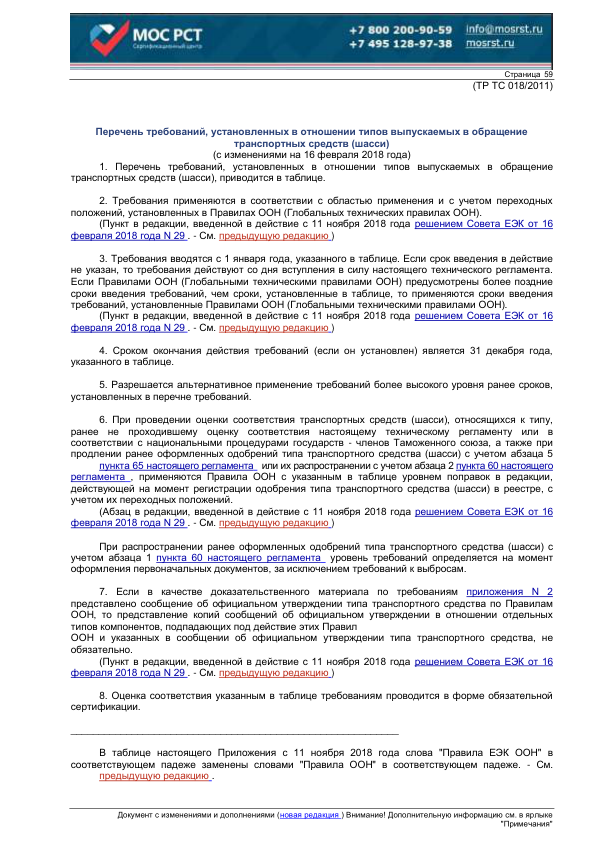 МОС РСТ
Сертификационный центр
+7 800 200-90-59
+7 495 128-97-38
info@mosrst.ru
mosrst.ru
Страница 59
(ТР ТС 018/2011)
Перечень требований, установленных в отношении типов выпускаемых в обращение
транспортных средств (шасси)
(с изменениями на 16 февраля 2018 года)
1. Перечень требований, установленных в отношении типов выпускаемых в обращение
транспортных средств (шасси), приводится в таблице.
2. Требования применяются в соответствии с областью применения и с учетом переходных
положений, установленных в Правилах ООН (Глобальных технических правилах ООН).
(Пункт в редакции, введенной в действие с 11 ноября 2018 года решением Совета ЕЭК от 16
февраля 2018 года N 29 . - См. предыдущую редакцию )
3. Требования вводятся с 1 января года, указанного в таблице. Если срок введения в действие
не указан, то требования действуют со дня вступления в силу настоящего технического регламента.
Если Правилами ООН (Глобальными техническими правилами ООН) предусмотрены более поздние
сроки введения требований, чем сроки, установленные в таблице, то применяются сроки введения
требований, установленные Правилами ООН (Глобальными техническими правилами ООН).
(Пункт в редакции, введенной в действие с 11 ноября 2018 года решением Совета ЕЭК от 16
февраля 2018 года N 29 . - См. предыдущую редакцию )
4. Сроком окончания действия требований (если он установлен) является 31 декабря года,
указанного в таблице.
5. Разрешается альтернативное применение требований более высокого уровня ранее сроков,
установленных в перечне требований.
6. При проведении оценки соответствия транспортных средств (шасси), относящихся к типу,
ранее не проходившему оценку соответствия настоящему техническому регламенту или в
соответствии с национальными процедурами государств - членов Таможенного союза, а также при
продлении ранее оформленных одобрений типа транспортного средства (шасси) с учетом абзаца 5
пункта 65 настоящего регламента или их распространении с учетом абзаца 2 пункта 60 настоящего
регламента , применяются Правила ООН с указанным в таблице уровнем поправок в редакции,
действующей на момент регистрации одобрения типа транспортного средства (шасси) в реестре, с
учетом их переходных положений.
(Абзац в редакции, введенной в действие с 11 ноября 2018 года решением Совета ЕЭК от 16
февраля 2018 года N 29 . - См. предыдущую редакцию )
При распространении ранее оформленных одобрений типа транспортного средства (шасси) с
учетом абзаца 1 пункта 60 настоящего регламента уровень требований определяется на момент
оформления первоначальных документов, за исключением требований к выбросам.
7. Если в качестве доказательственного материала по требованиям приложения N 2
представлено сообщение об официальном утверждении типа транспортного средства по Правилам
ООН, то представление копий сообщений об официальном утверждении в отношении отдельных
типов компонентов, подпадающих под действие этих Правил
ООН и указанных в сообщении об официальном утверждении типа транспортного средства, не
обязательно.
(Пункт в редакции, введенной в действие с 11 ноября 2018 года решением Совета ЕЭК от 16
февраля 2018 года N 29 . - См. предыдущую редакцию )
8. Оценка соответствия указанным в таблице требованиям проводится в форме обязательной
сертификации.
В таблице настоящего Приложения с 11 ноября 2018 года слова "Правила ЕЭК ООН" в
соответствующем падеже заменены словами "Правила ООН" в соответствующем падеже. - См.
предыдущую редакцию .
Документ с изменениями и дополнениями (новая редакция ) Внимание! Дополнительную информацию см. в ярлыке
"Примечания"